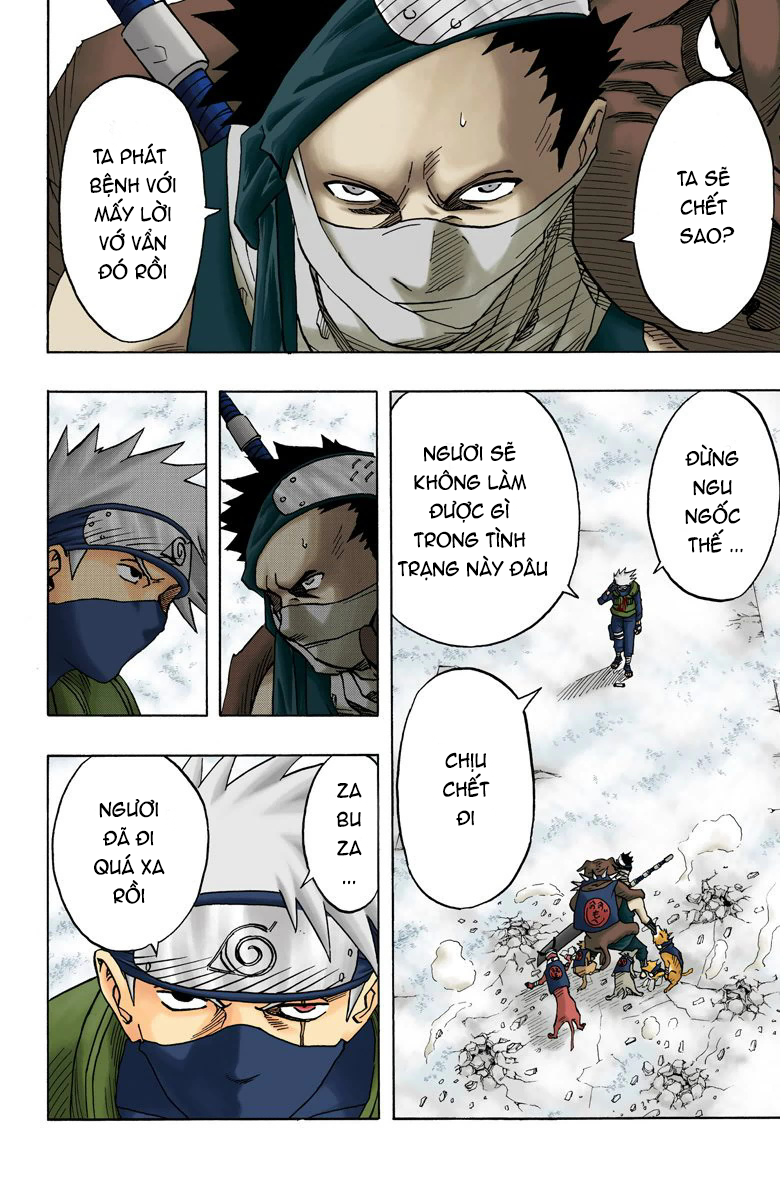 TA SẼ
CHẾT
SAO?
TA PHÁT
BỆNH VỚI
MẤY LỜI
VỚ VẨN
ĐÓ RỒI
ĐỪNG
NGU
NGỐC
THẾ ...
NGƯƠI SẼ
KHÔNG LÀM
ĐƯỢC GÌ
TRONG TÌNH
TRẠNG NÀY ĐÂU
CHỊU
CHẾT
ĐI
ZA
BU
ZA
...
NGƯƠI
ĐÃ ĐI
QUÁ XA
RỒI